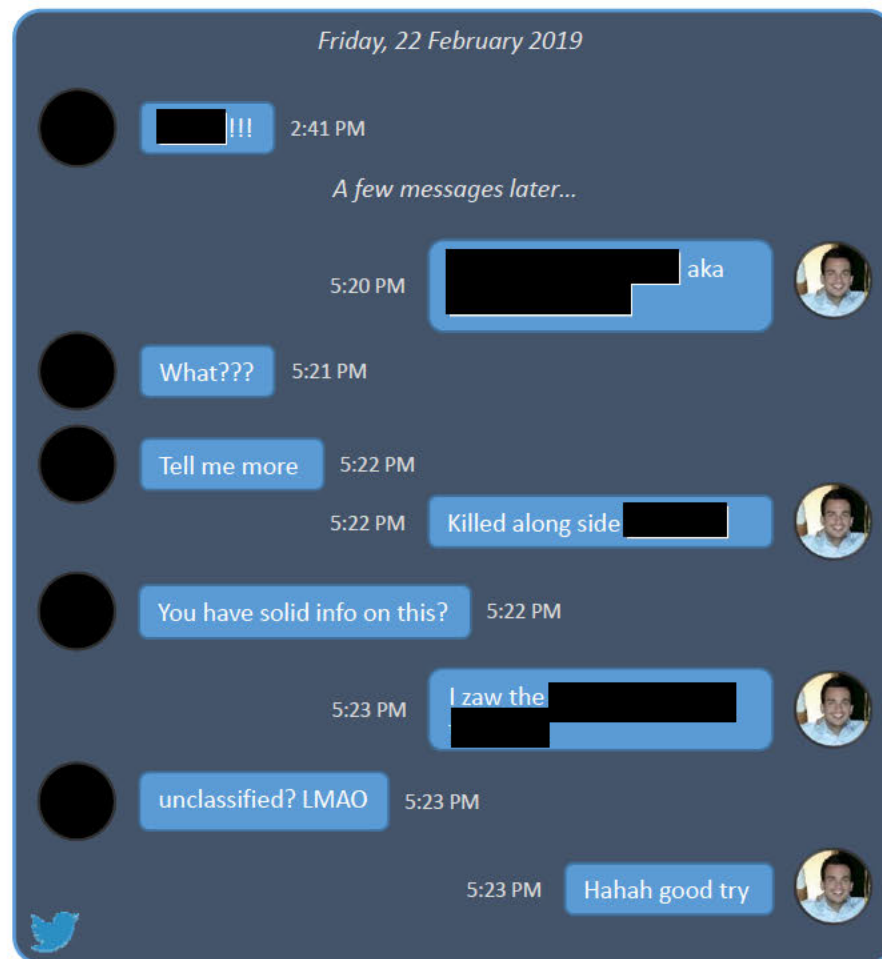 Friday, 22 February 2019
!!! 2:41 PM
A few messages later...
5:20 PM aka
What??? 5:21 PM
Tell me more 5:22 PM
5:22 PM Killed along side
You have solid info on this? 5:22 PM
5:23 PM I zaw the
unclassified? LMAO 5:23 PM
5:23 PM Hahah good try